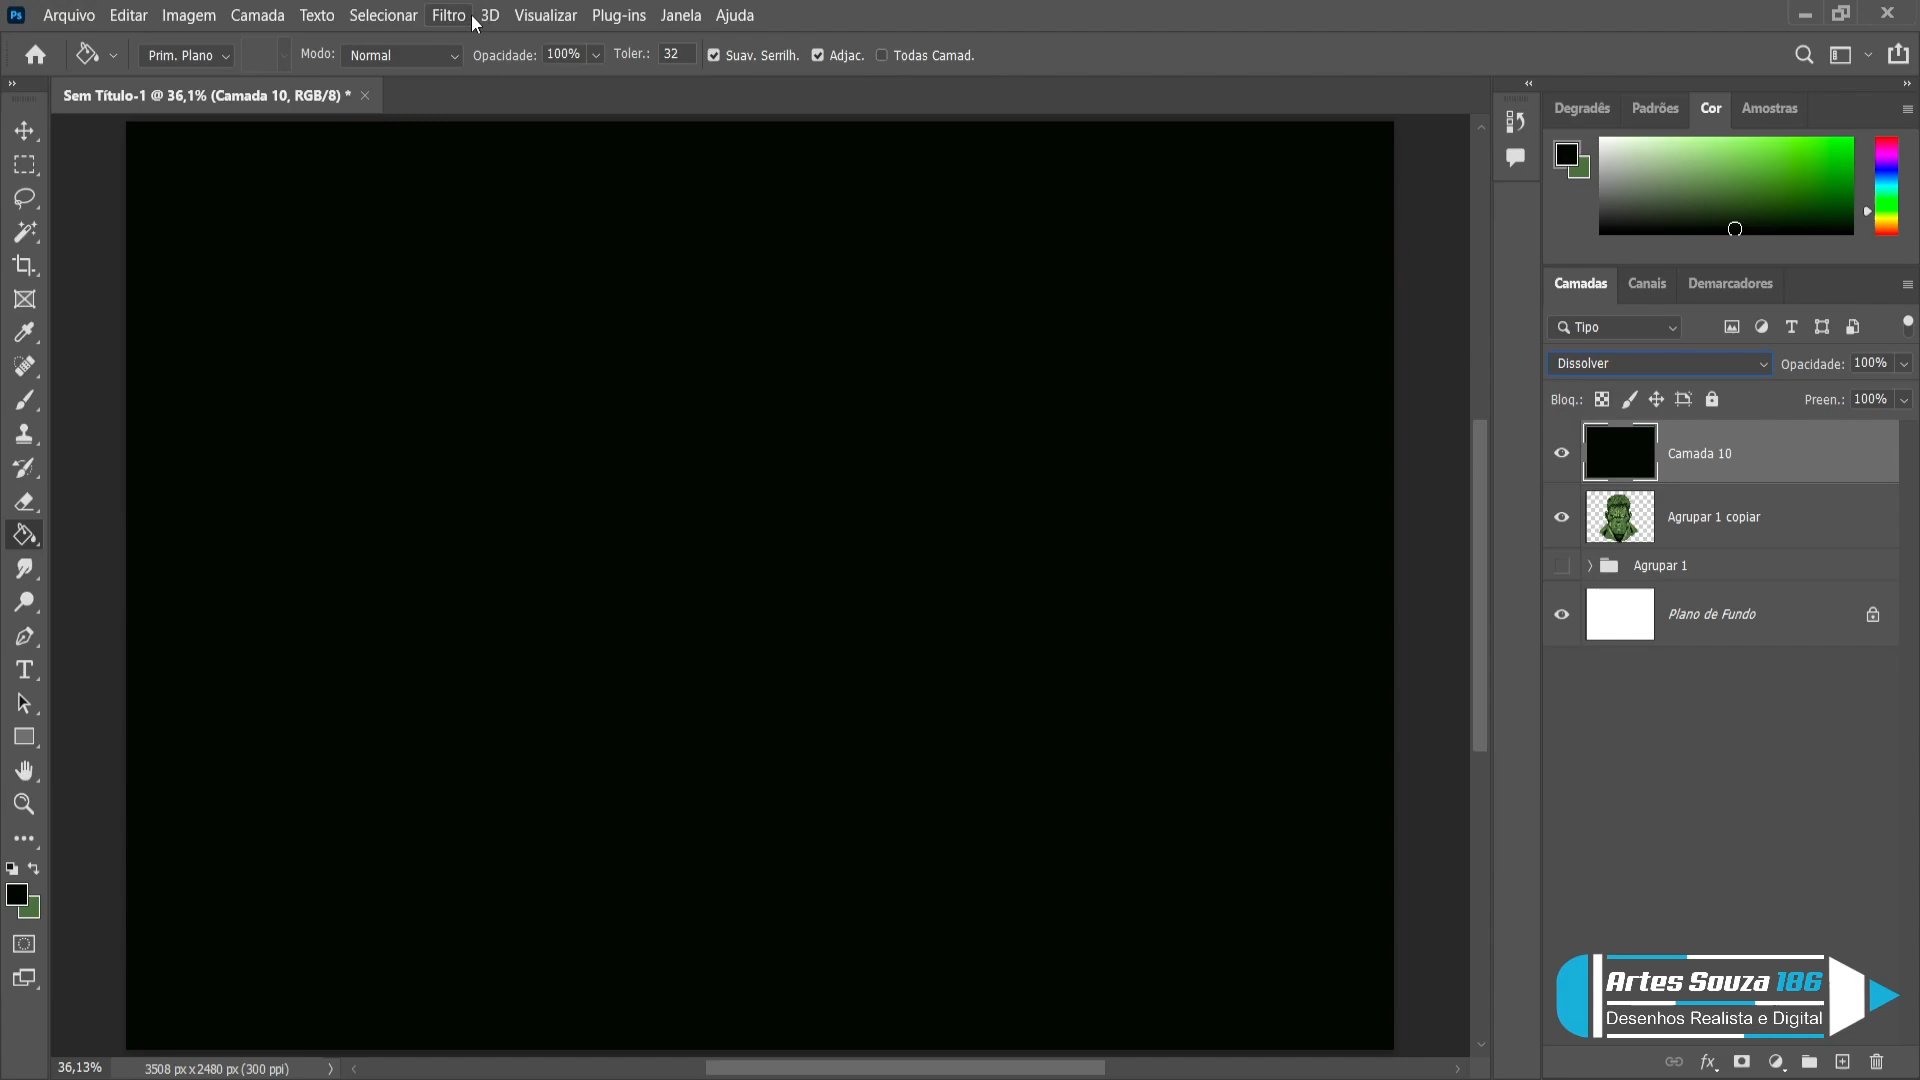 Ps Arquivo Editar Imagem Camada Texto Selecionar Filtro 3D Visualizar Plug-ins Janela Ajuda
Prim. Plano Modo: Normal Opacidade: 100% Toler.: 32 Suav. Serrilh. Adjac. Todas Camad.
Sem Título-1 @ 36,1% (Camada 10, RGB/8) *
Degradês Padrões Cor Amostras
Camadas Canais Demarcadores
Tipo
Dissolver Opacidade: 100%
Bloq.: Preen.: 100%
Camada 10
Agrupar 1 copiar
Agrupar 1
Plano de Fundo
Artes Souza 186
Desenhos Realista e Digital
36,13% 3508 px x 2480 px (300 ppi)
fx